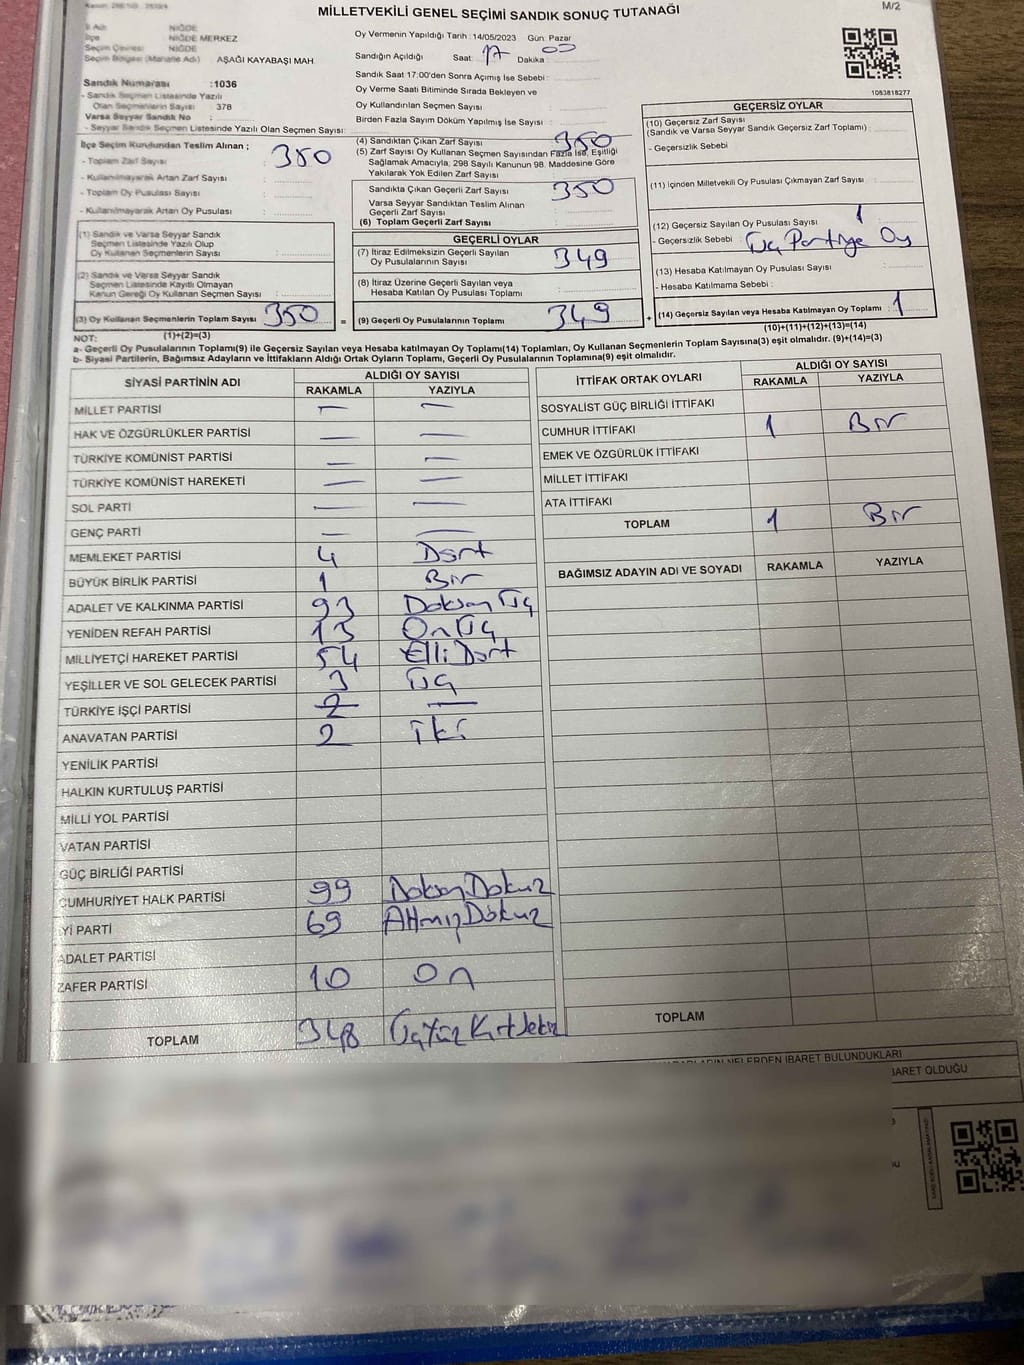 MİLLETVEKİLİ GENEL SEÇİMİ SANDIK SONUÇ TUTANAĞI
M/2
İl Adı NİĞDE
İlçe NİĞDE MERKEZ
Seçim Çevresi NİĞDE
Seçim Bölgesi (Mahalle Adı) : AŞAĞI KAYABAŞI MAH
Sandık Numarası :1036
- Sandık Seçmen Listesinde Yazılı
Olan Seçmenlerin Sayısı : 378
Varsa Seyyar Sandık No :
- Seyyar Sandık Seçmen Listesinde Yazılı Olan Seçmen Sayısı:
Oy Vermenin Yapıldığı Tarih : 14/05/2023 Gün: Pazar
Sandığın Açıldığı Saat: 17 Dakika : 00
Sandık Saat 17:00'den Sonra Açımış İse Sebebi :
Oy Verme Saati Bitiminde Sırada Bekleyen ve
Oy Kullandırılan Seçmen Sayısı :
Birden Fazla Sayım Döküm Yapılmış İse Sayısı :
1083818277
İlçe Seçim Kurulundan Teslim Alınan ; 350
- Toplam Zarf Sayısı :
- Kullanılmayarak Artan Zarf Sayısı :
- Toplam Oy Pusulası Sayısı :
- Kullanılmayarak Artan Oy Pusulası :
(1) Sandık ve Varsa Seyyar Sandık
Seçmen Listesinde Yazılı Olup
Oy Kullanan Seçmenlerin Sayısı :
(2) Sandık ve Varsa Seyyar Sandık
Seçmen Listesinde Kayıtlı Olmayan
Kanun Gereği Oy Kullanan Seçmen Sayısı :
(3) Oy Kullanan Seçmenlerin Toplam Sayısı : 350
(1)+(2)=(3)
(4) Sandıktan Çıkan Zarf Sayısı : 350
(5) Zarf Sayısı Oy Kullanan Seçmen Sayısından Fazla İse, Eşitliği
Sağlamak Amacıyla, 298 Sayılı Kanunun 98. Maddesine Göre
Yakılarak Yok Edilen Zarf Sayısı :
Sandıkta Çıkan Geçerli Zarf Sayısı : 350
Varsa Seyyar Sandıktan Teslim Alınan
Geçerli Zarf Sayısı :
(6) Toplam Geçerli Zarf Sayısı :
GEÇERLİ OYLAR
(7) İtiraz Edilmeksizin Geçerli Sayılan
Oy Pusulalarının Sayısı : 349
(8) İtiraz Üzerine Geçerli Sayılan veya
Hesaba Katılan Oy Pusulaları Toplamı :
= (9) Geçerli Oy Pusulalarının Toplamı : 349
GEÇERSİZ OYLAR
(10) Geçersiz Zarf Sayısı
(Sandık ve Varsa Seyyar Sandık Geçersiz Zarf Toplamı) :
- Geçersizlik Sebebi :
(11) İçinden Milletvekili Oy Pusulası Çıkmayan Zarf Sayısı :
(12) Geçersiz Sayılan Oy Pusulası Sayısı : 1
- Geçersizlik Sebebi : Üç Partiye Oy
(13) Hesaba Katılmayan Oy Pusulası Sayısı :
- Hesaba Katılmama Sebebi :
+ (14) Geçersiz Sayılan veya Hesaba Katılmayan Oy Toplamı : 1
(10)+(11)+(12)+(13)=(14)
NOT:
a- Geçerli Oy Pusulalarının Toplamı(9) ile Geçersiz Sayılan veya Hesaba Katılmayan oy Toplamı(14) Toplamları, Oy Kullanan Seçmenlerin Toplam Sayısına(3) eşit olmalıdır. (9)+(14)=(3)
b- Siyasi Partilerin, Bağımsız Adayların ve İttifakların Aldığı Ortak Oyların Toplamı, Geçerli Oy Pusulalarının Toplamına(9) eşit olmalıdır.
SİYASİ PARTİNİN ADI ALDIĞI OY SAYISI
RAKAMLA YAZIYLA
MİLLET PARTİSİ — —
HAK VE ÖZGÜRLÜKLER PARTİSİ — —
TÜRKİYE KOMÜNİST PARTİSİ — —
TÜRKİYE KOMÜNİST HAREKETİ — —
SOL PARTİ — —
GENÇ PARTİ — —
MEMLEKET PARTİSİ 4 Dört
BÜYÜK BİRLİK PARTİSİ 1 Bir
ADALET VE KALKINMA PARTİSİ 93 Doksan Üç
YENİDEN REFAH PARTİSİ 13 On Üç
MİLLİYETÇİ HAREKET PARTİSİ 54 Elli Dört
YEŞİLLER VE SOL GELECEK PARTİSİ 3 Üç
TÜRKİYE İŞÇİ PARTİSİ 2 —
ANAVATAN PARTİSİ 2 iki
YENİLİK PARTİSİ
HALKIN KURTULUŞ PARTİSİ
MİLLİ YOL PARTİSİ
VATAN PARTİSİ
GÜÇ BİRLİĞİ PARTİSİ
CUMHURİYET HALK PARTİSİ 99 Doksan Dokuz
İYİ PARTİ 69 Altmış Dokuz
ADALET PARTİSİ
ZAFER PARTİSİ 10 On
TOPLAM 348 Üçyüz Kırk Sekiz
İTTİFAK ORTAK OYLARI ALDIĞI OY SAYISI
RAKAMLA YAZIYLA
SOSYALİST GÜÇ BİRLİĞİ İTTİFAKI
CUMHUR İTTİFAKI 1 Bir
EMEK VE ÖZGÜRLÜK İTTİFAKI
MİLLET İTTİFAKI
ATA İTTİFAKI
TOPLAM 1 Bir
BAĞIMSIZ ADAYIN ADI VE SOYADI RAKAMLA YAZIYLA
TOPLAM
NELERDEN İBARET BULUNDUKLARI
OLDUĞU